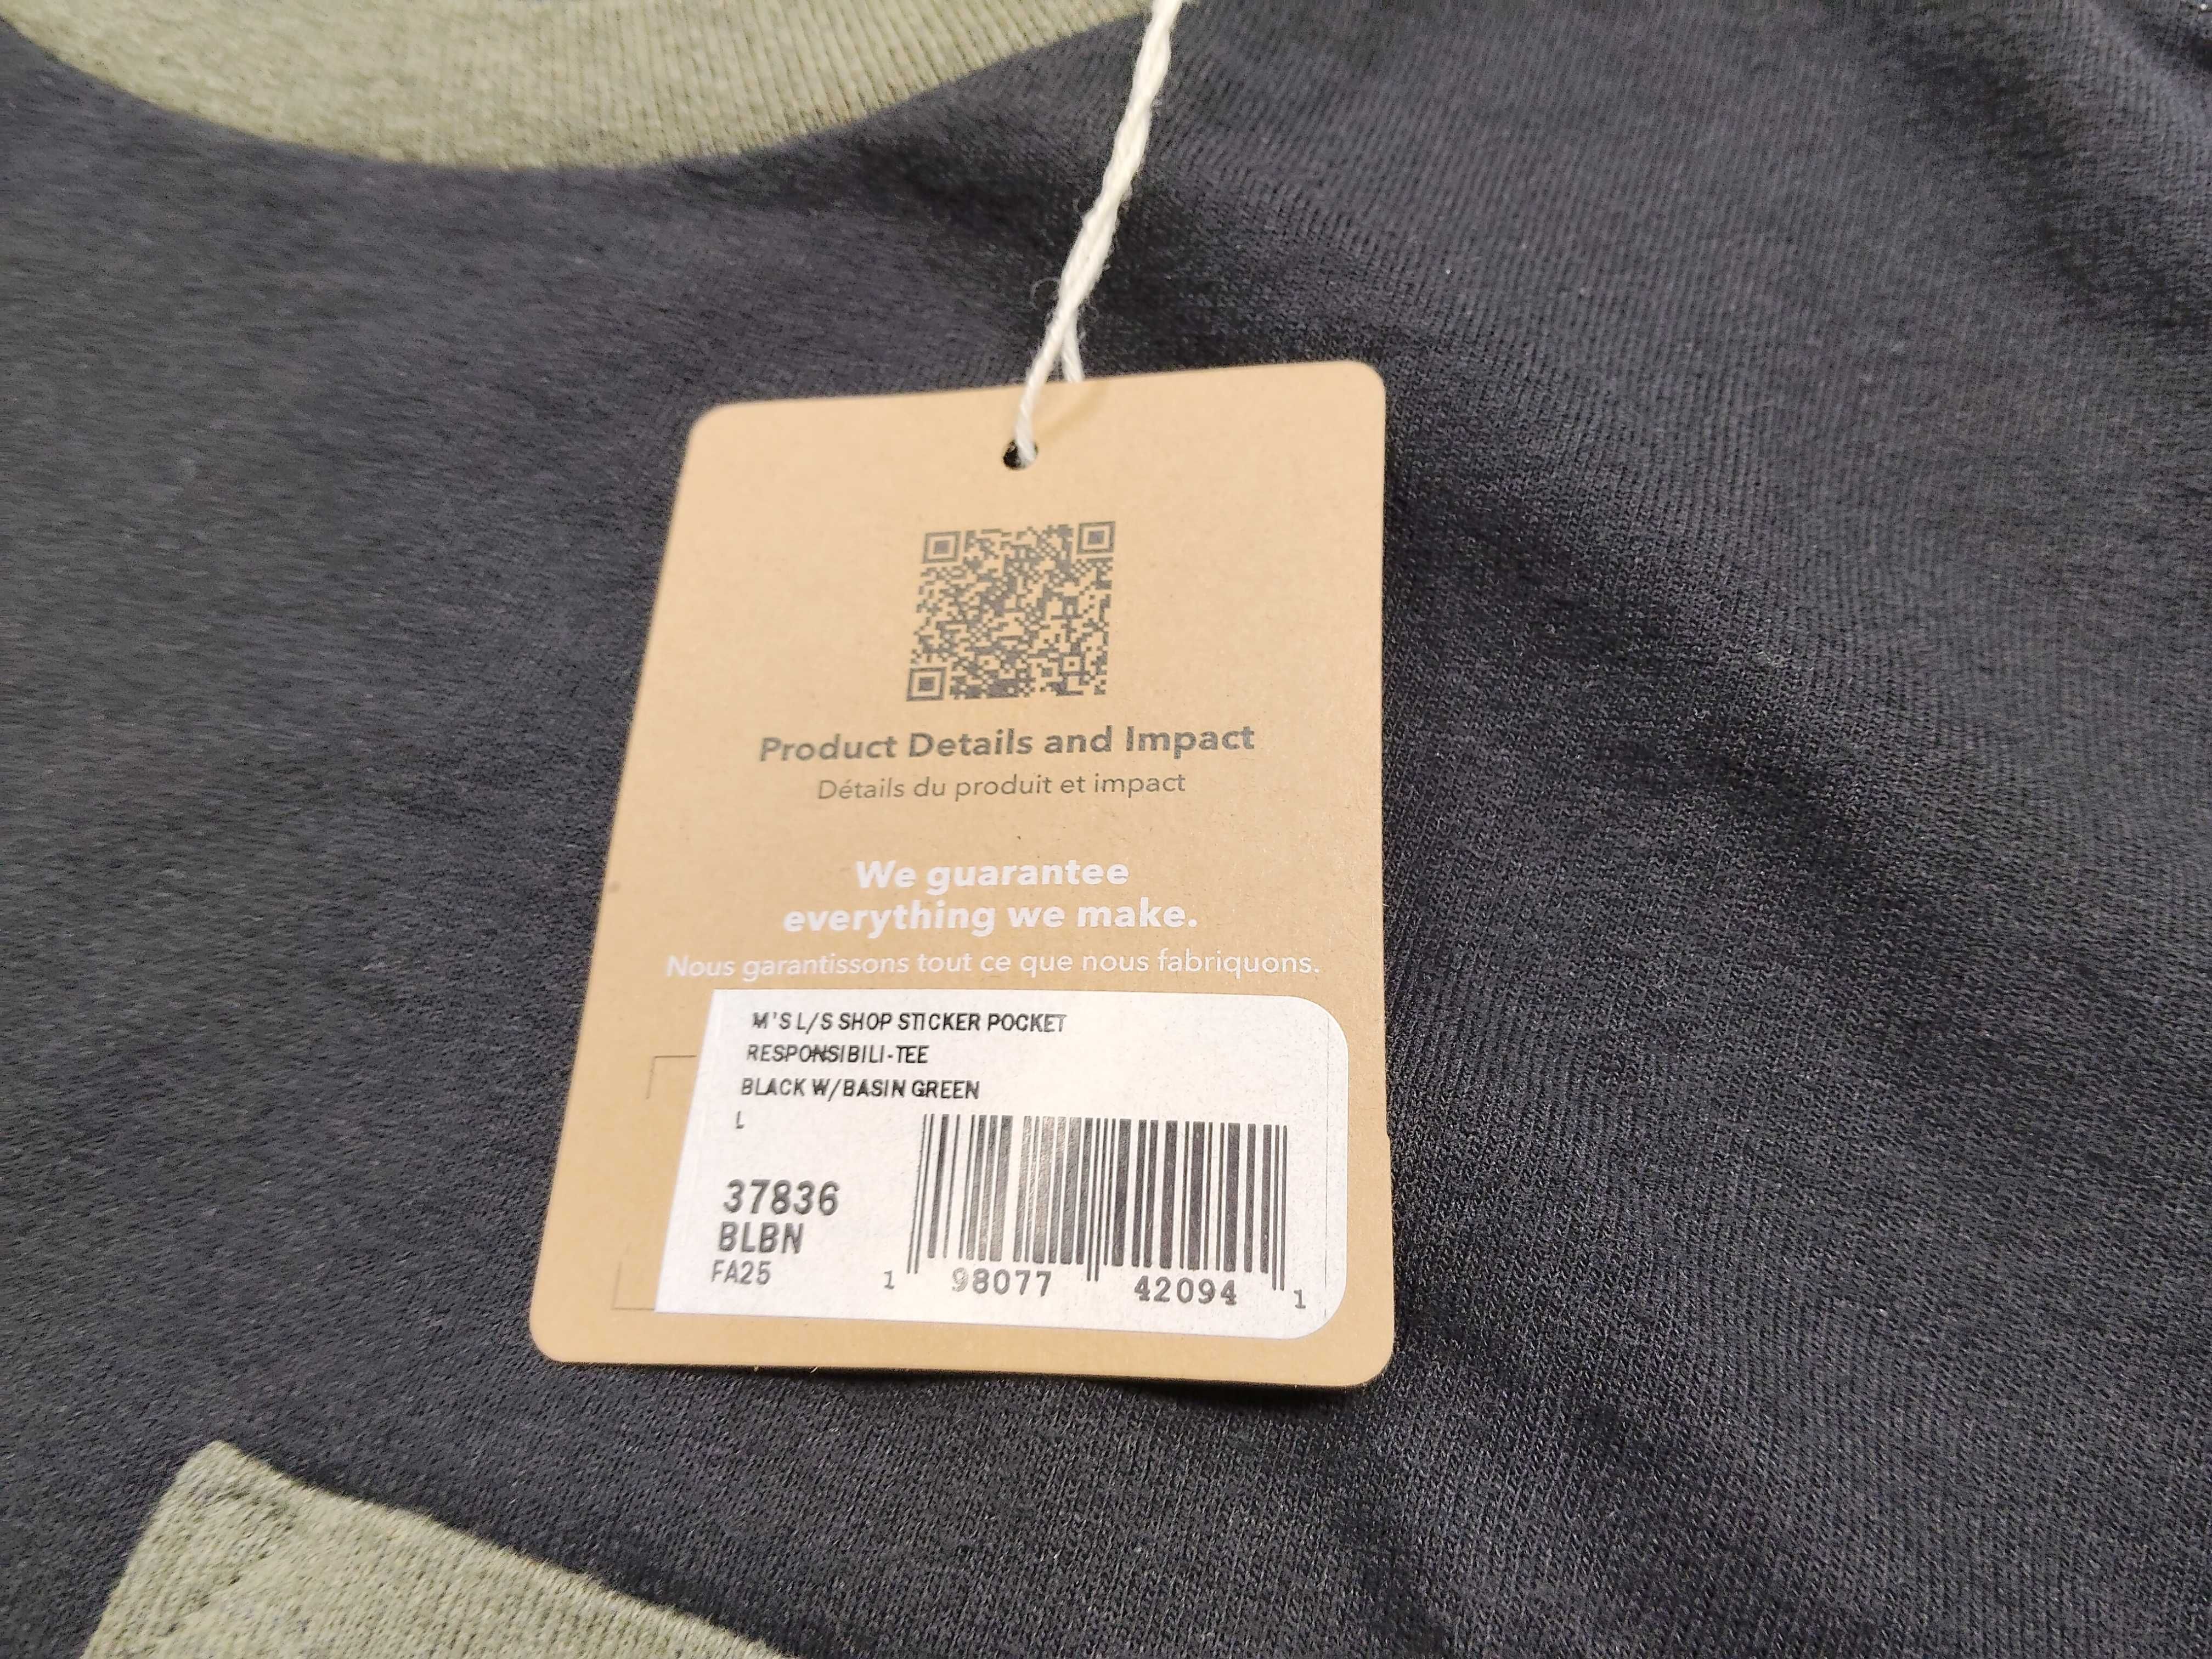 Product Details and Impact
Détails du produit et impact
We guarantee
everything we make.
Nous garantissons tout ce que nous fabriquons.
M'S L/S SHOP STICKER POCKET
RESPONSIBILI-TEE
BLACK W/BASIN GREEN
L
37836
BLBN
FA25
1 98077 42094 1